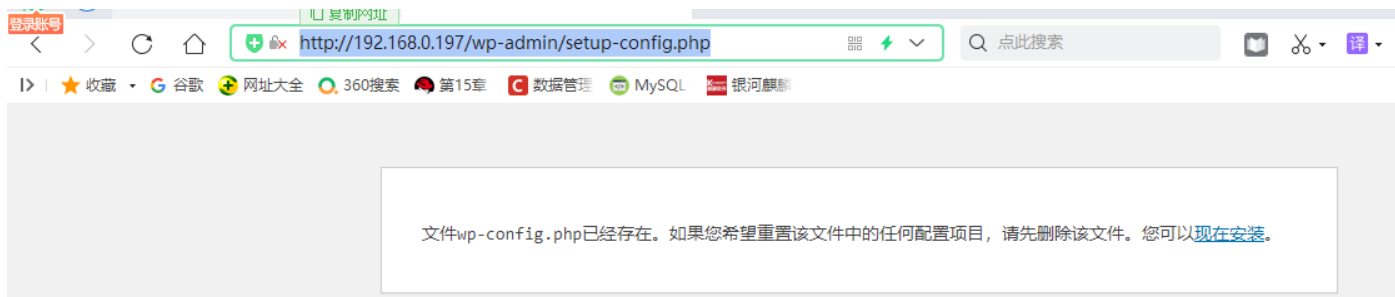 复制网址
登录账号
http://192.168.0.197/wp-admin/setup-config.php
点此搜索
译
收藏 谷歌 网址大全 360搜索 第15章 数据管理 MySQL 银河麒麟
文件wp-config.php已经存在。如果您希望重置该文件中的任何配置项目，请先删除该文件。您可以现在安装。